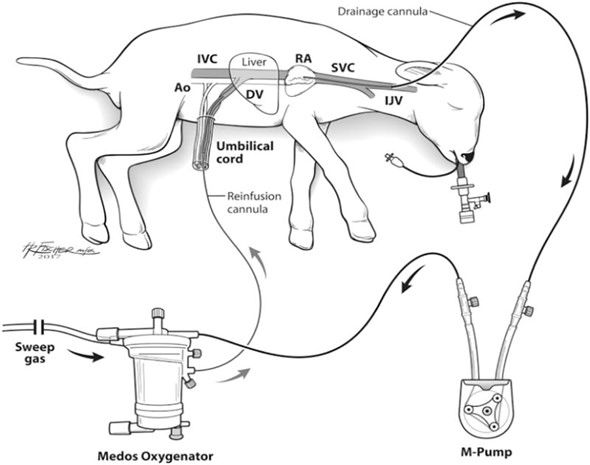 Drainage cannula
IVC
Liver
RA
SVC
Ao
DV
IJV
Umbilical
cord
Reinfusion
cannula
Sweep
gas
Medos Oxygenator
M-Pump
2017